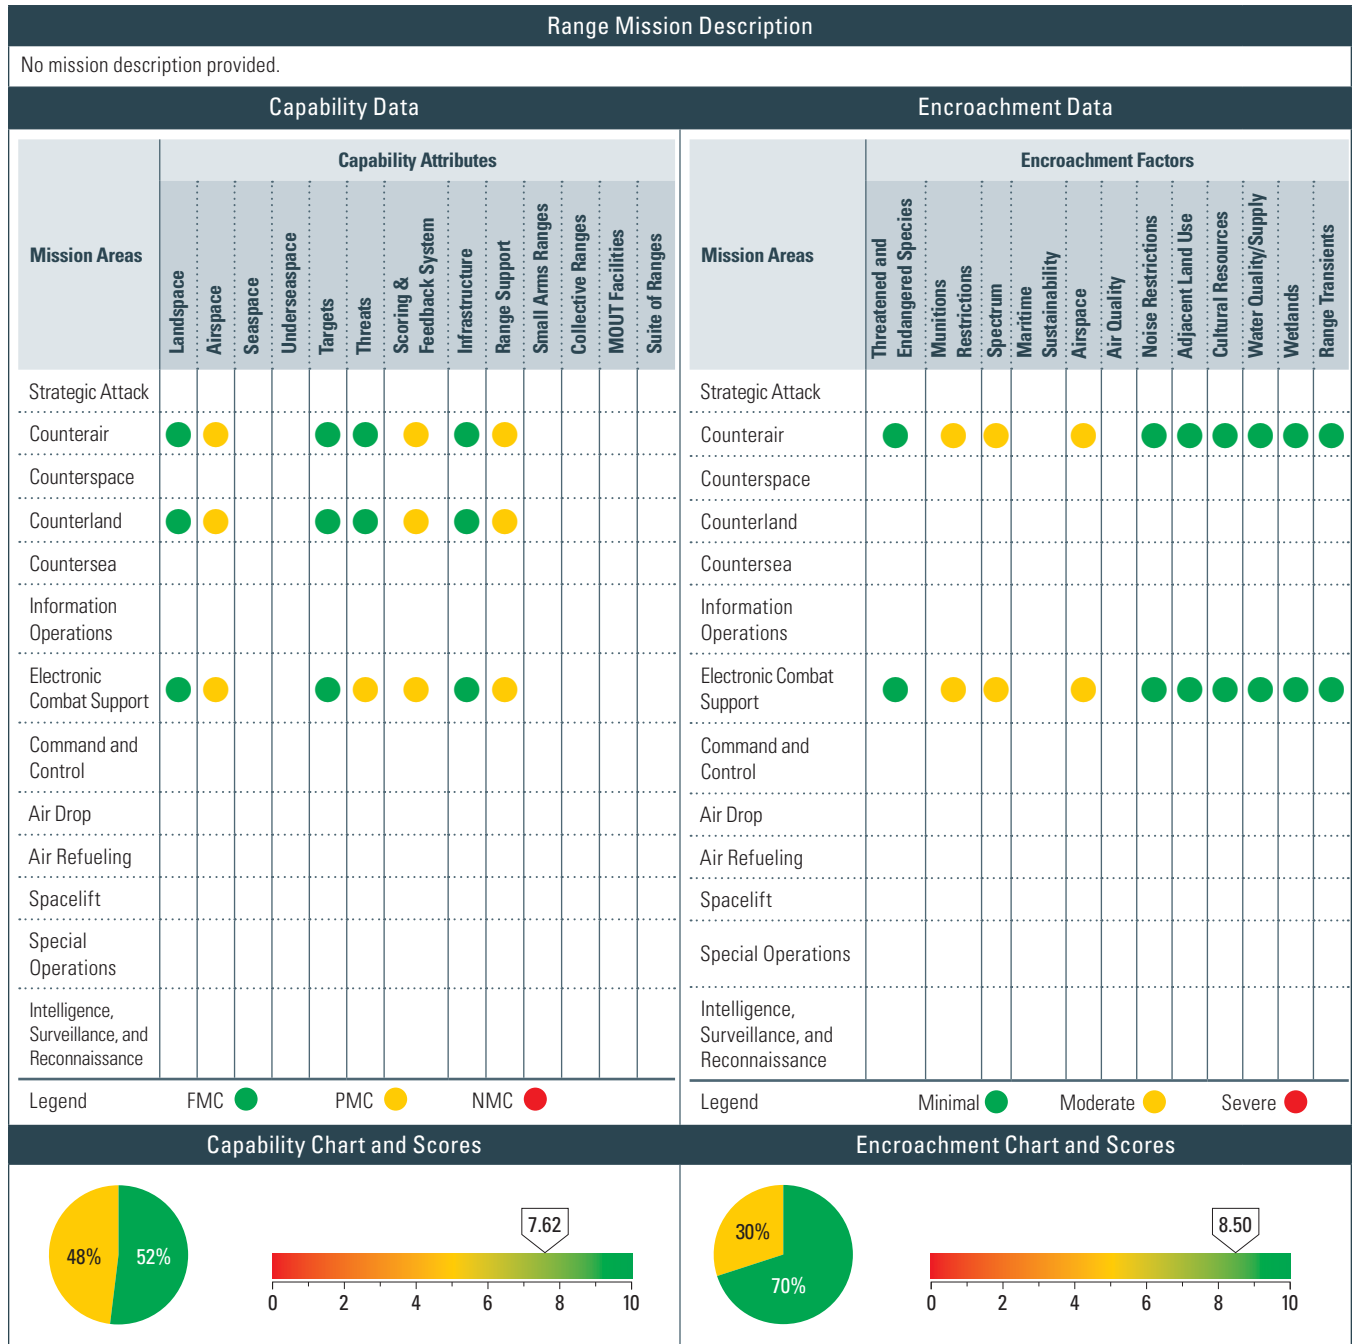 Range Mission Description
No mission description provided.
Capability Data
Encroachment Data
Mission Areas
Capability Attributes
Landspace
Airspace
Seaspace
Underseaspace
Targets
Threats
Scoring &
Feedback System
Infrastructure
Range Support
Small Arms Ranges
Collective Ranges
MOUT Facilities
Suite of Ranges
Strategic Attack
Counterair
Counterspace
Counterland
Countersea
Information
Operations
Electronic
Combat Support
Command and
Control
Air Drop
Air Refueling
Spacelift
Special
Operations
Intelligence,
Surveillance, and
Reconnaissance
Legend FMC PMC NMC
Mission Areas
Encroachment Factors
Threatened and
Endangered Species
Munitions
Restrictions
Spectrum
Maritime
Sustainability
Airspace
Air Quality
Noise Restrictions
Adjacent Land Use
Cultural Resources
Water Quality/Supply
Wetlands
Range Transients
Strategic Attack
Counterair
Counterspace
Counterland
Countersea
Information
Operations
Electronic Combat
Support
Command and
Control
Air Drop
Air Refueling
Spacelift
Special Operations
Intelligence,
Surveillance, and
Reconnaissance
Legend Minimal Moderate Severe
Capability Chart and Scores
48% 52%
7.62
0 2 4 6 8 10
Encroachment Chart and Scores
30%
70%
8.50
0 2 4 6 8 10